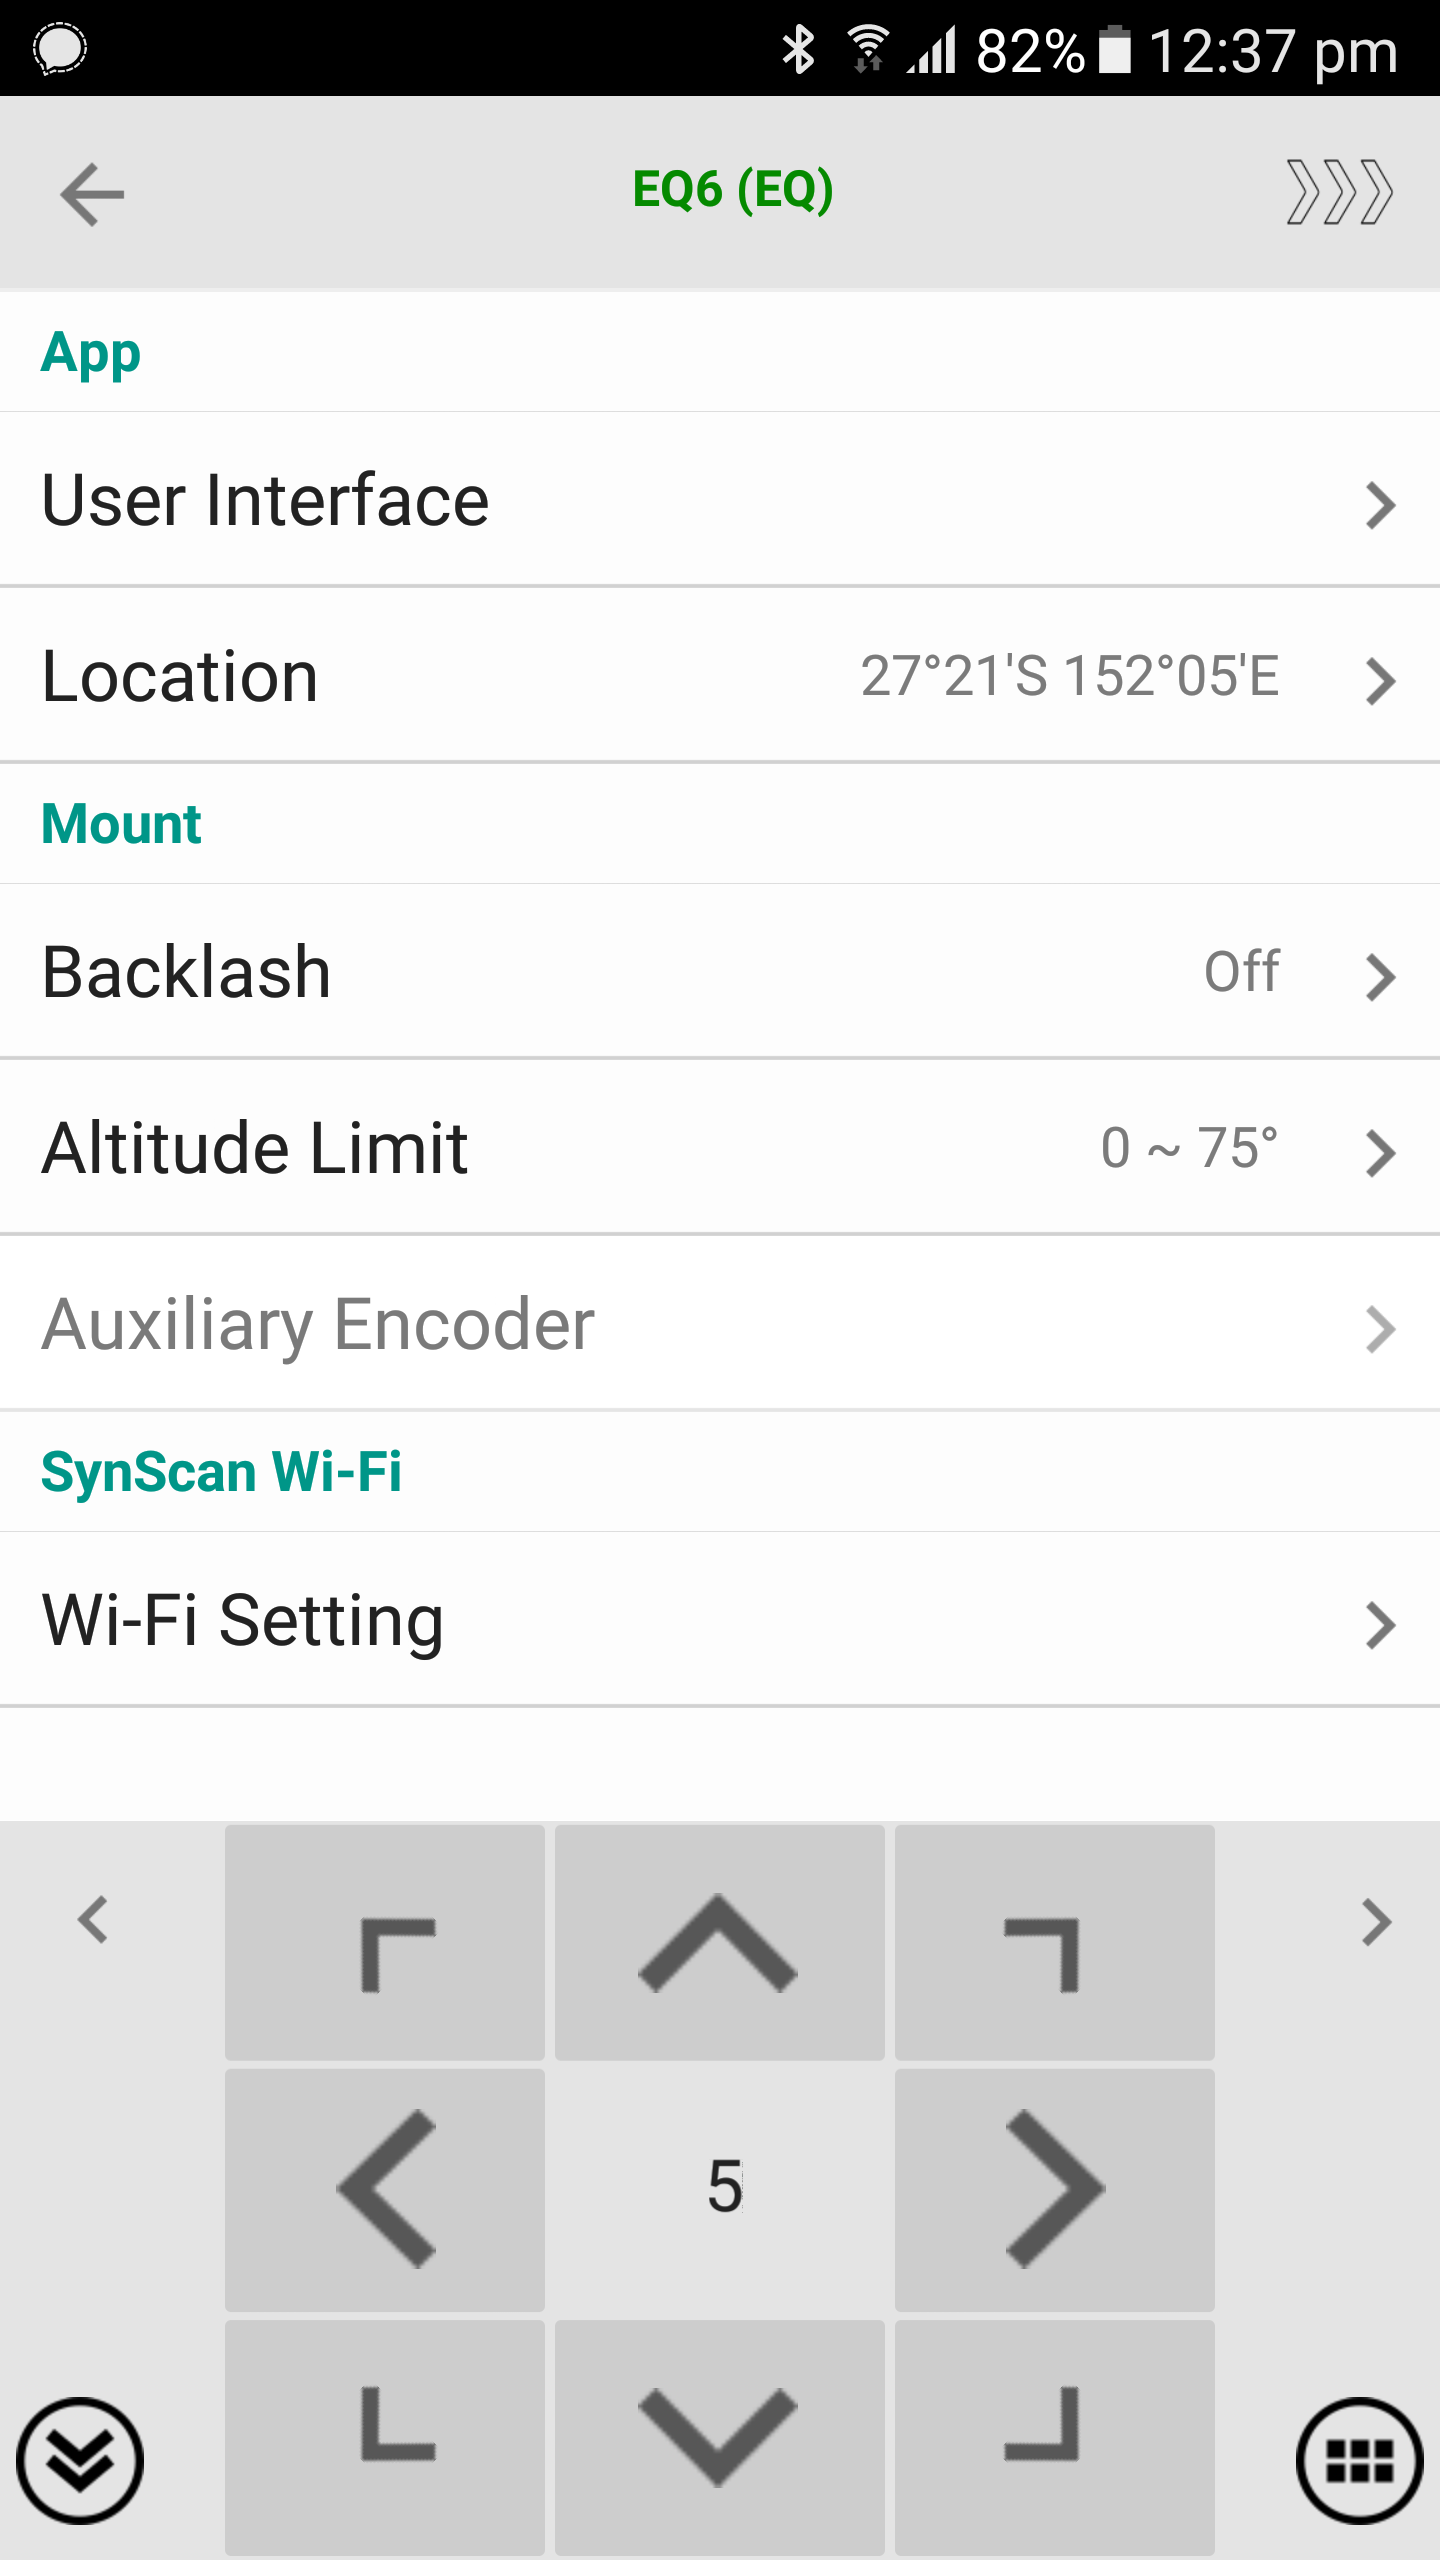 82% 12:37 pm
EQ6 (EQ)
App
User Interface
Location 27°21'S 152°05'E
Mount
Backlash Off
Altitude Limit 0 ~ 75°
Auxiliary Encoder
SynScan Wi-Fi
Wi-Fi Setting
5